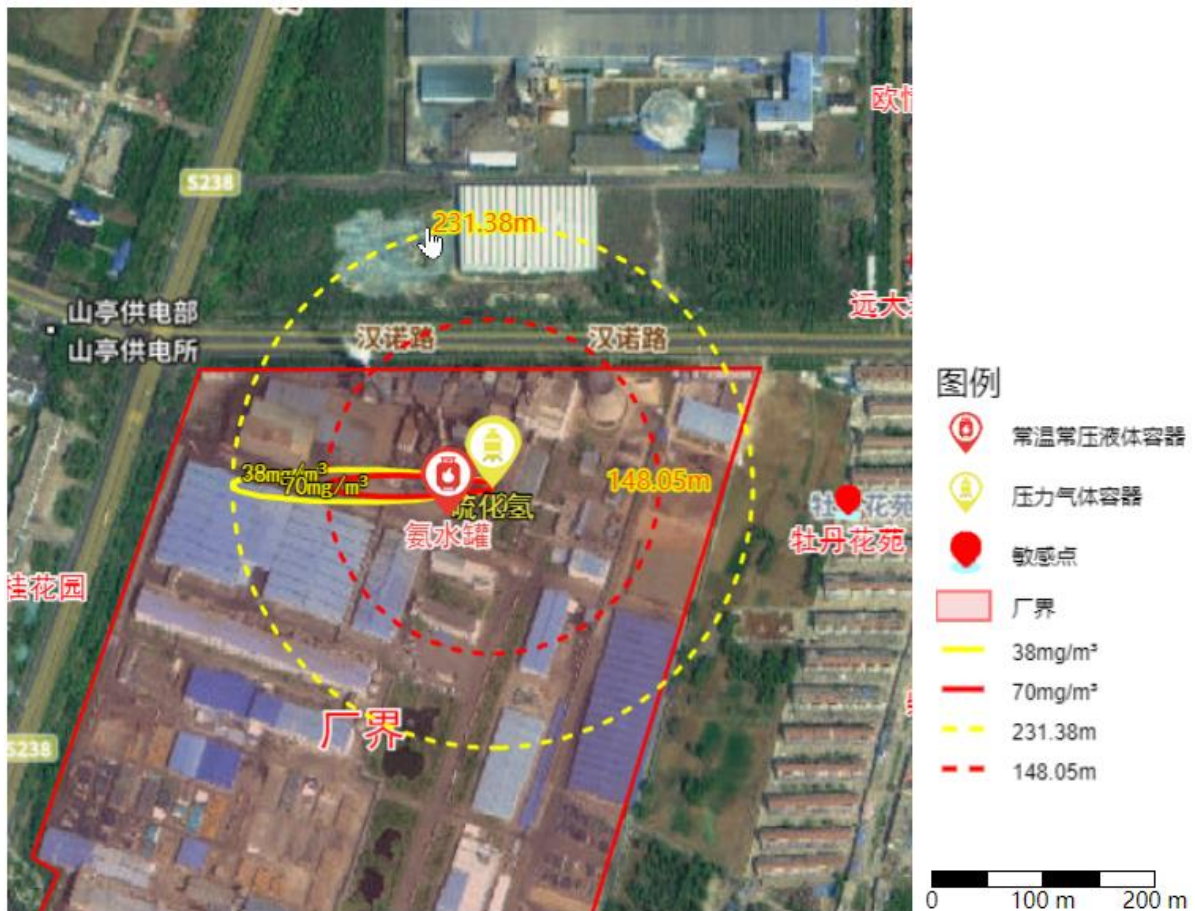 欧
S238
231.38m
山亭供电部
山亭供电所
汉诺路
汉诺路
远大
38mg/m³
70mg/m³
148.05m
硫化氢
氨水罐
牡丹花苑
牡丹花苑
桂花园
厂界
S238
图例
常温常压液体容器
压力气体容器
敏感点
厂界
38mg/m³
70mg/m³
231.38m
148.05m
0 100 m 200 m